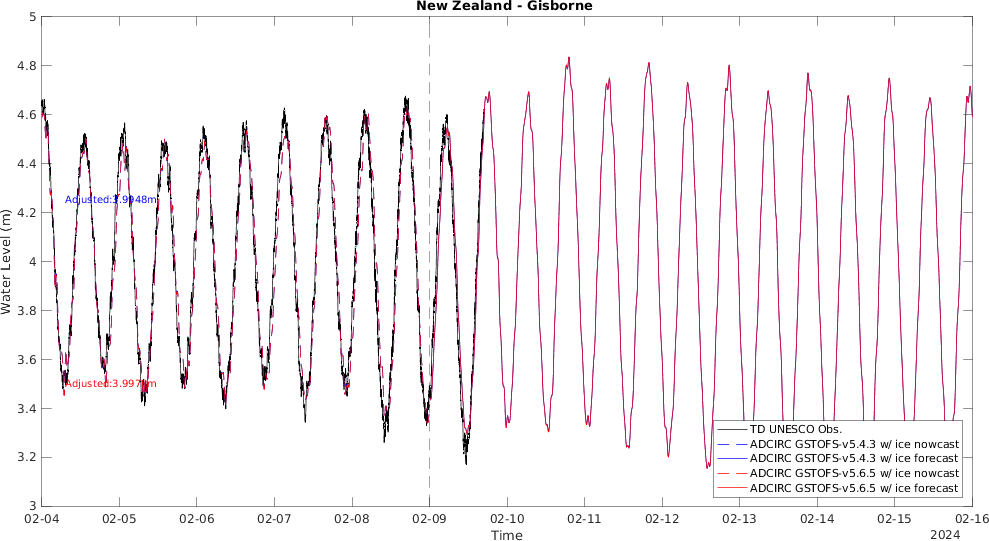 New Zealand - Gisborne
5
4.8
4.6
4.4
4.2
4
3.8
3.6
3.4
3.2
3
Water Level (m)
Adjusted:3.9948m
TD UNESCO Obs.
ADCIRC GSTOFS-v5.4.3 w/ ice nowcast
ADCIRC GSTOFS-v5.4.3 w/ ice forecast
ADCIRC GSTOFS-v5.6.5 w/ ice nowcast
ADCIRC GSTOFS-v5.6.5 w/ ice forecast
02-04 02-05 02-06 02-07 02-08 02-09 02-10 02-11 02-12 02-13 02-14 02-15 02-16
Time
2024